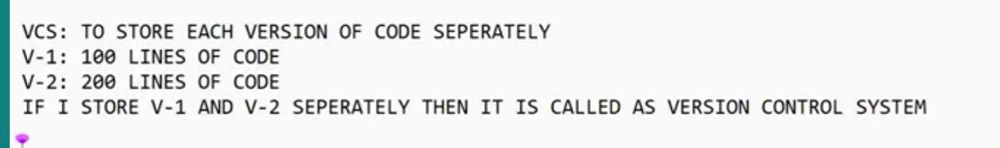 VCS: TO STORE EACH VERSION OF CODE SEPERATELY
V-1: 100 LINES OF CODE
V-2: 200 LINES OF CODE
IF I STORE V-1 AND V-2 SEPERATELY THEN IT IS CALLED AS VERSION CONTROL SYSTEM